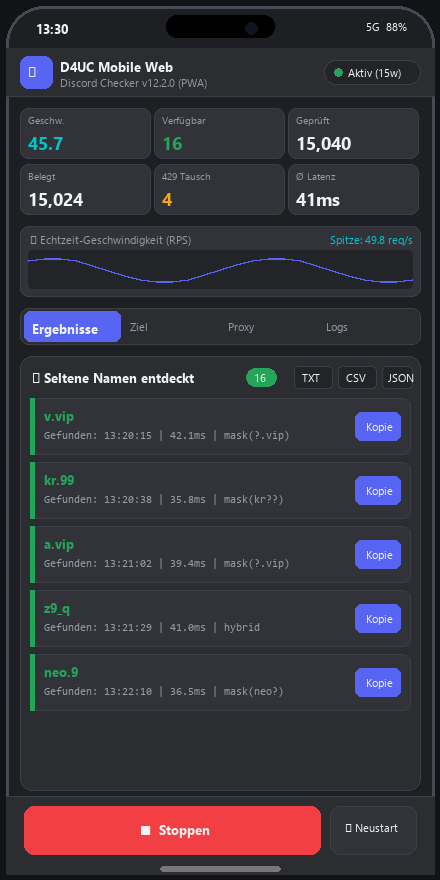 13:30
5G 88%
D4UC Mobile Web
Discord Checker v12.2.0 (PWA)
Aktiv (15w)
Geschw.
45.7
Verfügbar
16
Geprüft
15,040
Belegt
15,024
429 Tausch
4
Ø Latenz
41ms
Echtzeit-Geschwindigkeit (RPS)
Spitze: 49.8 req/s
Ergebnisse
Ziel
Proxy
Logs
Seltene Namen entdeckt
16
TXT
CSV
JSON
v.vip
Gefunden: 13:20:15 | 42.1ms | mask(?.vip)
Kopie
kr.99
Gefunden: 13:20:38 | 35.8ms | mask(kr??)
Kopie
a.vip
Gefunden: 13:21:02 | 39.4ms | mask(?.vip)
Kopie
z9_q
Gefunden: 13:21:29 | 41.0ms | hybrid
Kopie
neo.9
Gefunden: 13:22:10 | 36.5ms | mask(neo?)
Kopie
Stoppen
Neustart